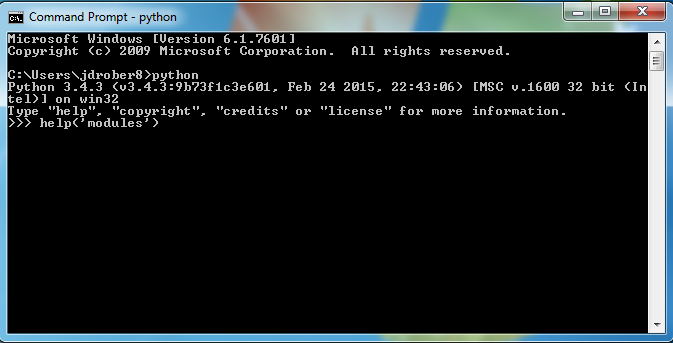 Command Prompt - python
Microsoft Windows [Version 6.1.7601]
Copyright (c) 2009 Microsoft Corporation.  All rights reserved.
C:\Users\jdrober8>python
Python 3.4.3 (v3.4.3:9b73f1c3e601, Feb 24 2015, 22:43:06) [MSC v.1600 32 bit (In
tel)] on win32
Type "help", "copyright", "credits" or "license" for more information.
>>> help('modules')